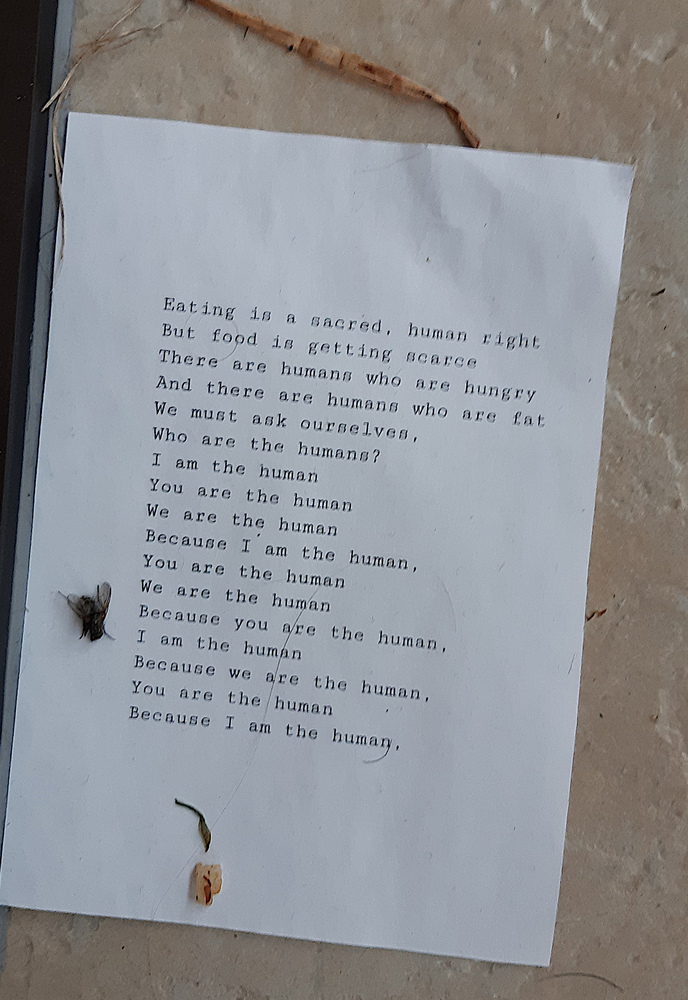 Eating is a sacred, human right
But food is getting scarce
There are humans who are hungry
And there are humans who are fat
We must ask ourselves,
Who are the humans?
I am the human
You are the human
We are the human
Because I am the human,
You are the human
We are the human
Because you are the human,
I am the human
Because we are the human,
You are the human
Because I am the human,